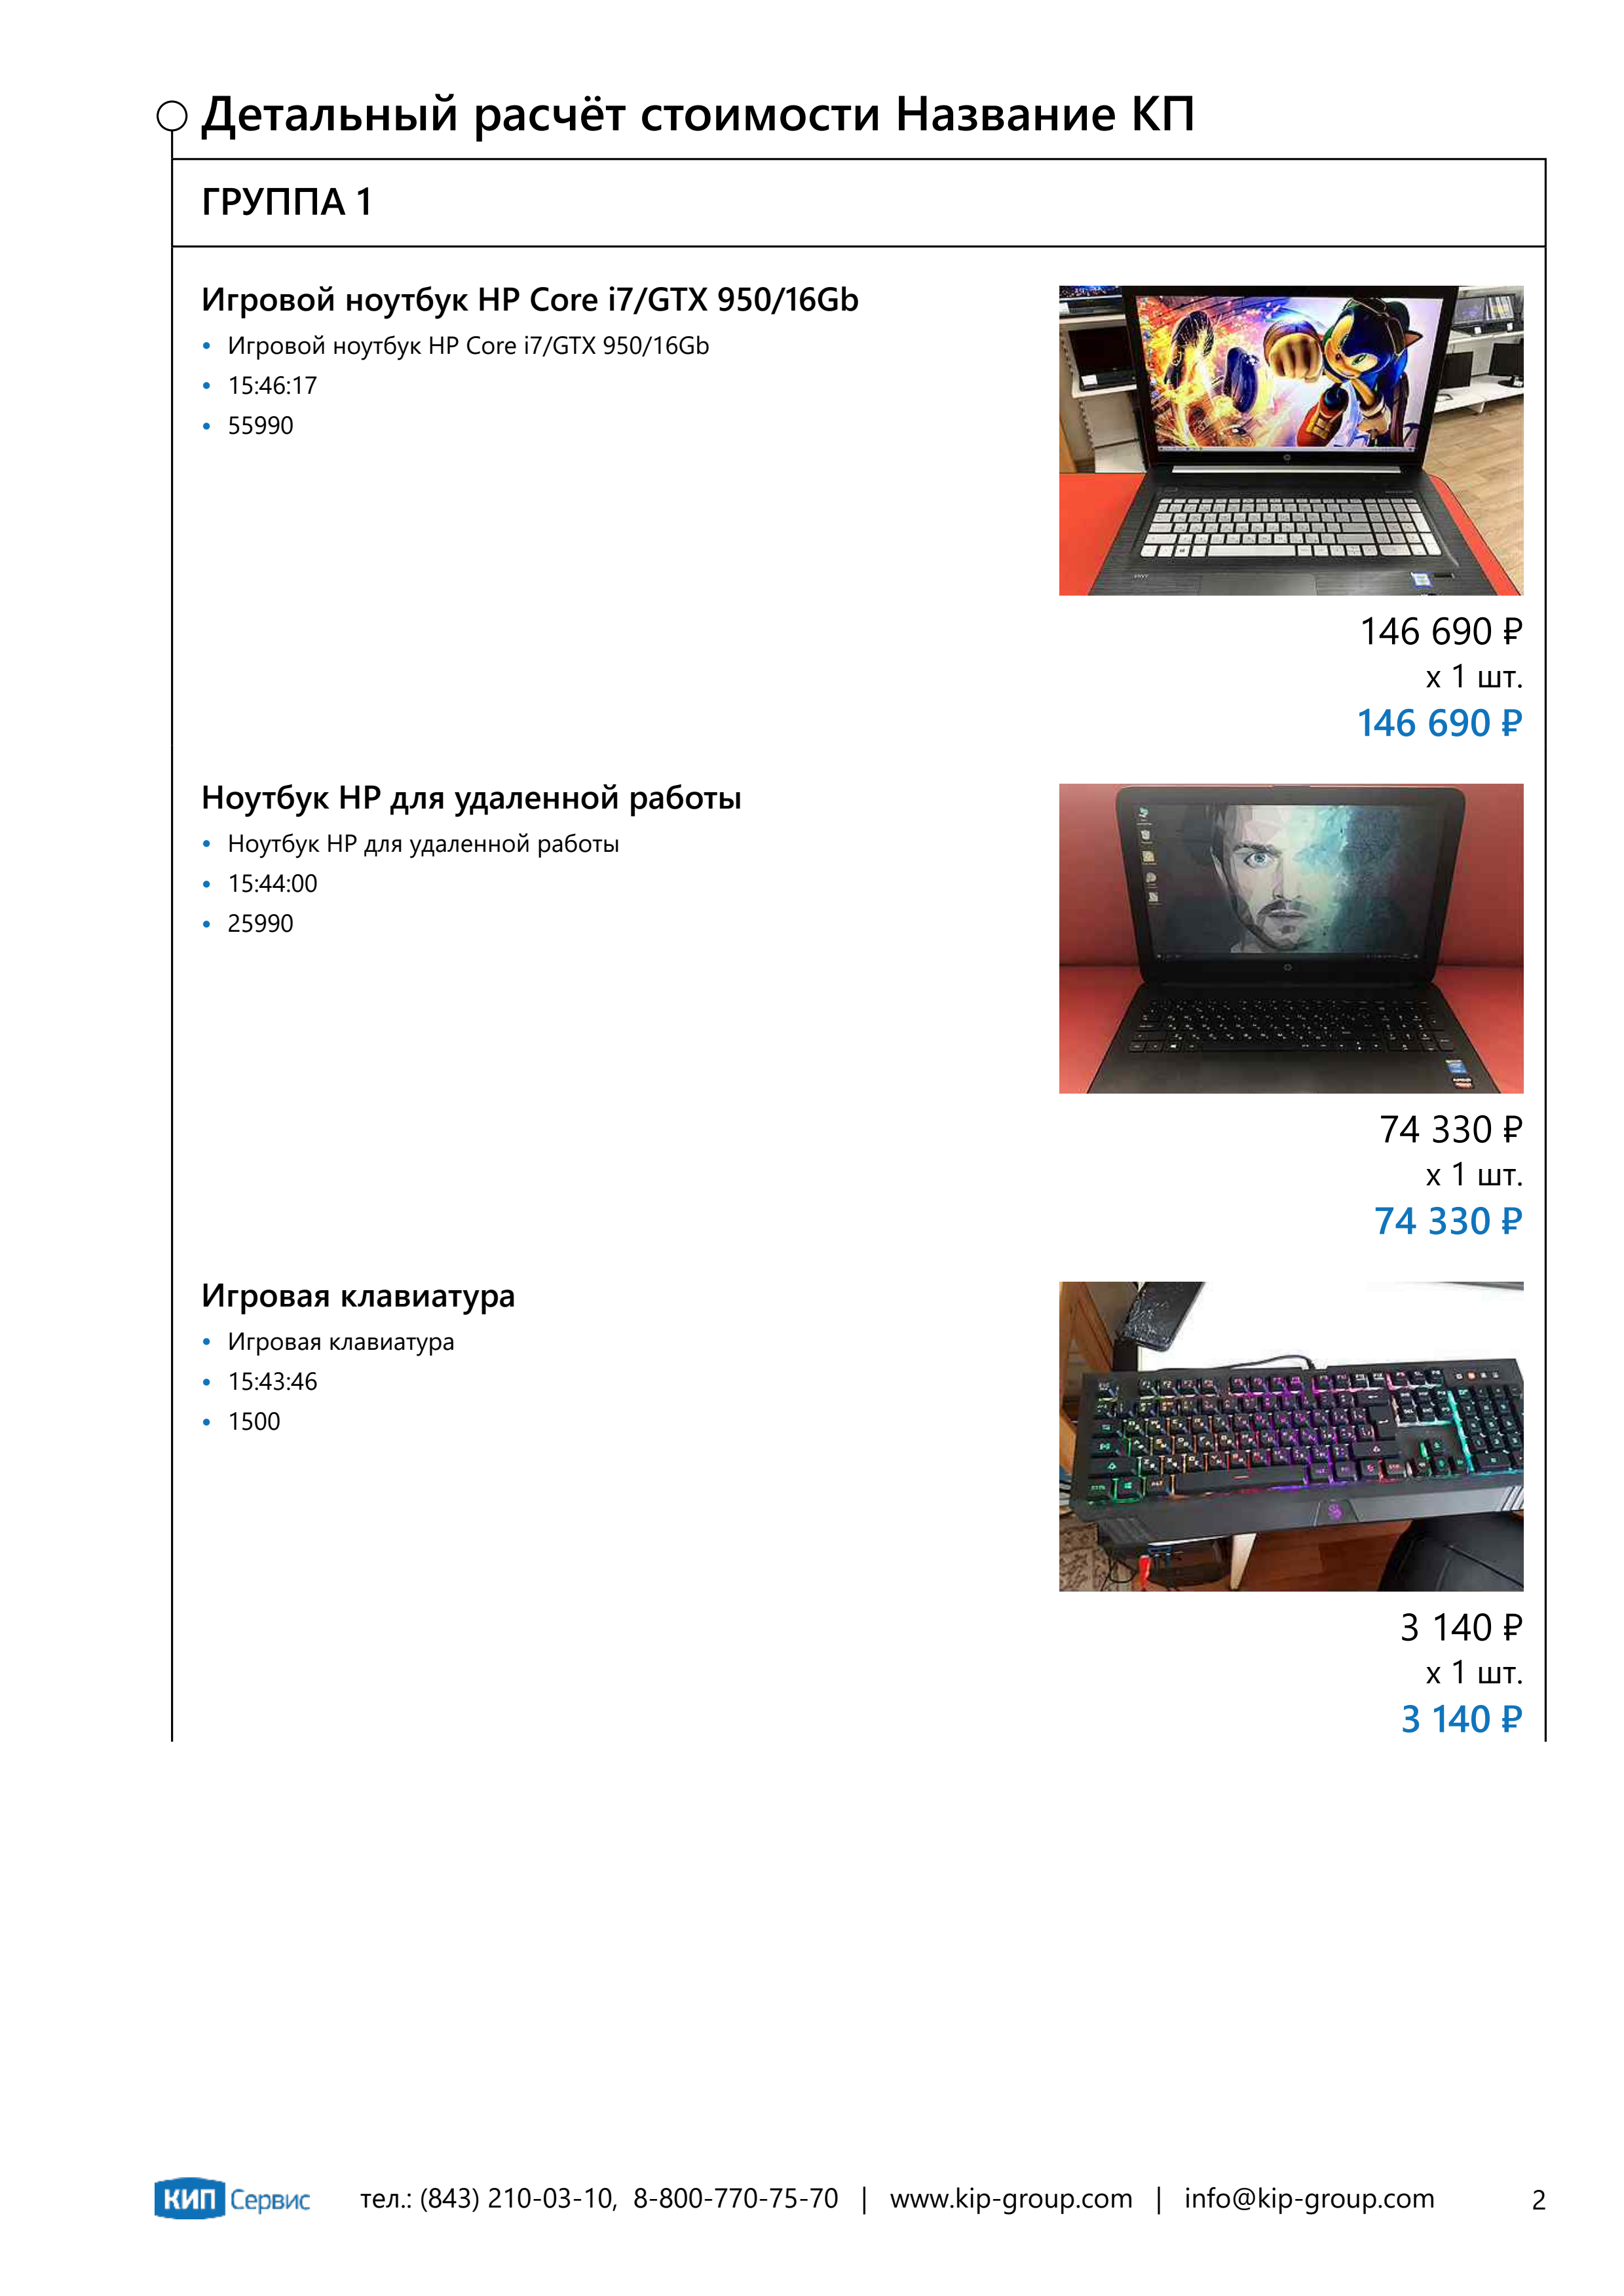 Детальный расчёт стоимости Название КП
ГРУППА 1
Игровой ноутбук HP Core i7/GTX 950/16Gb
Игровой ноутбук HP Core i7/GTX 950/16Gb
15:46:17
55990
146 690 ₽
x 1 шт.
146 690 ₽
Ноутбук HP для удаленной работы
Ноутбук HP для удаленной работы
15:44:00
25990
74 330 ₽
x 1 шт.
74 330 ₽
Игровая клавиатура
Игровая клавиатура
15:43:46
1500
3 140 ₽
x 1 шт.
3 140 ₽
КИП Сервис тел.: (843) 210-03-10, 8-800-770-75-70 | www.kip-group.com | info@kip-group.com 2